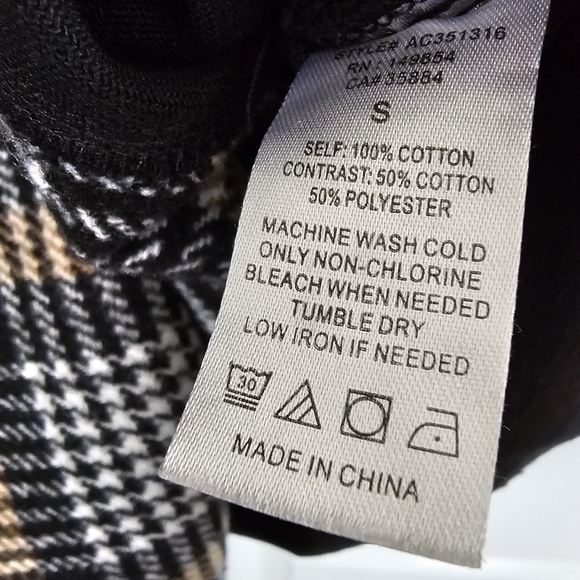 STYLE# AC351316
RN: 149654
CA# 35884
S
SELF: 100% COTTON
CONTRAST: 50% COTTON
50% POLYESTER
MACHINE WASH COLD
ONLY NON-CHLORINE
BLEACH WHEN NEEDED
TUMBLE DRY
LOW IRON IF NEEDED
30
MADE IN CHINA